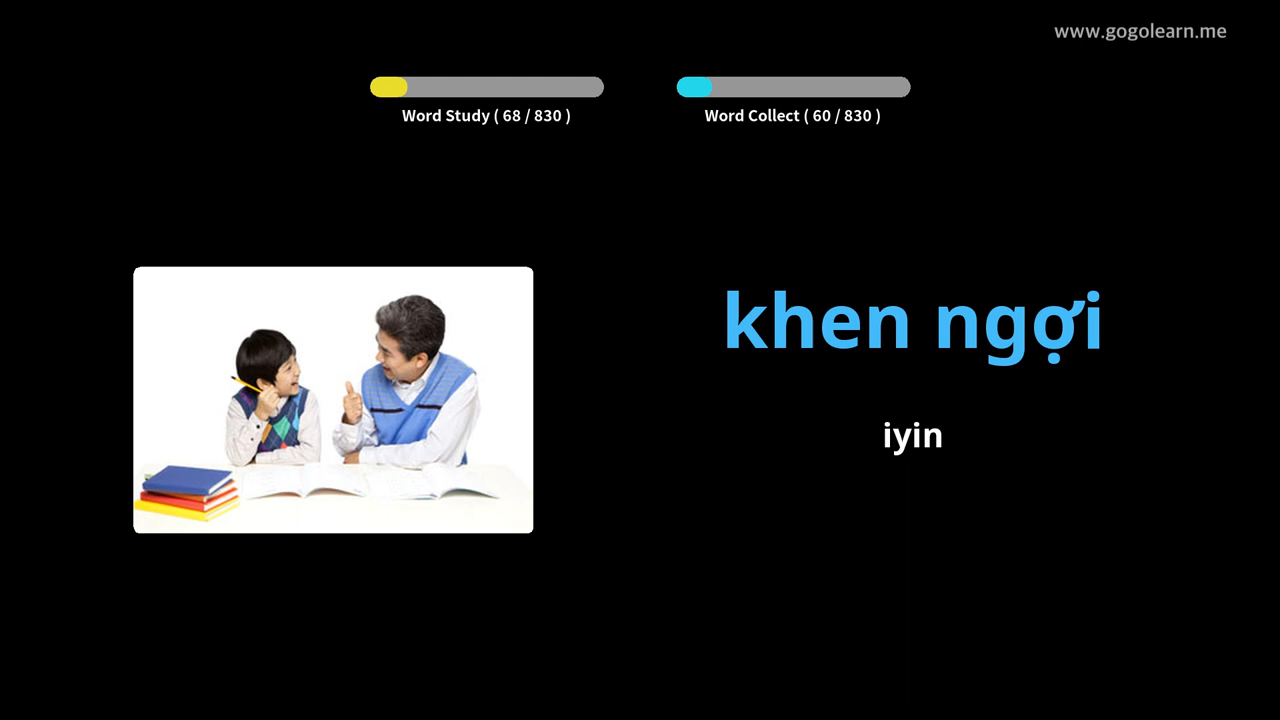 www.gogolearn.me
Word Study ( 68 / 830 )
Word Collect ( 60 / 830 )
khen ngợi
iyin